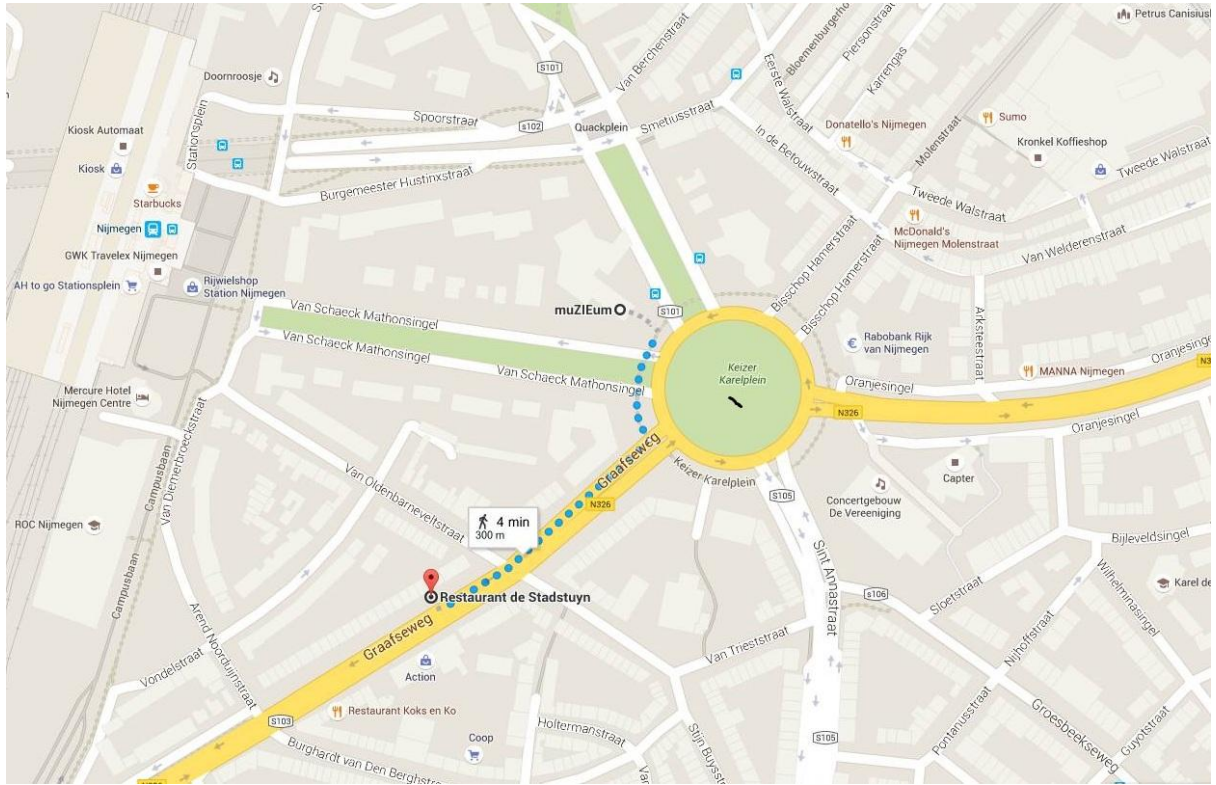 Petrus Canisius
Doornroosje
S101
Van Berchenstraat
Bloemenburgerho
Piersonstraat
Karrengas
Eerste Walstraat
Spoorstraat
s102
Quackplein
Smetiusstraat
Kiosk Automaat
Stationsplein
Kiosk
Donatello's Nijmegen
Molenstraat
Sumo
Kronkel Koffieshop
In de Betouwstraat
Tweede Walstraat
Burgemeester Hustinxstraat
Starbucks
Tweede Walstraat
Nijmegen
McDonald's
Nijmegen Molenstraat
GWK Travelex Nijmegen
Van Welderenstraat
AH to go Stationsplein
Rijwielshop
Station Nijmegen
Bisschop Hamerstraat
Bisschop Hamerstraat
Van Schaeck Mathonsingel
muZIEum
S101
Arksteestraat
Van Schaeck Mathonsingel
Rabobank Rijk
van Nijmegen
Van Schaeck Mathonsingel
Keizer
Karelplein
Oranjesingel
MANNA Nijmegen
N3
Oranjesingel
Mercure Hotel
Nijmegen Centre
N326
Oranjesingel
Van Diemerbroeckstraat
Campusbaan
Graafseweg
Keizer Karelplein
Capter
Van Oldenbarneveltstraat
S105
Concertgebouw
De Vereeniging
N326
4 min
300 m
ROC Nijmegen
Bijleveldsingel
Sint Annastraat
Campusbaan
Restaurant de Stadstuyn
s106
Sloetstraat
Wilhelminasingel
Karel de
Arend Noorduijnstraat
Graafseweg
Van Trieststraat
Nijhoffstraat
Vondelstraat
Action
Restaurant Koks en Ko
S103
Pontanusstraat
Groesbeekseweg
Guyotstraat
Holtermanstraat
Stijn Buysst
Coop
S105
Burghardt van Den Berghstr